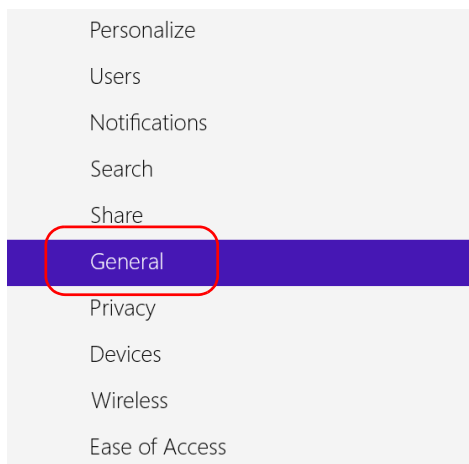 Personalize
Users
Notifications
Search
Share
General
Privacy
Devices
Wireless
Ease of Access